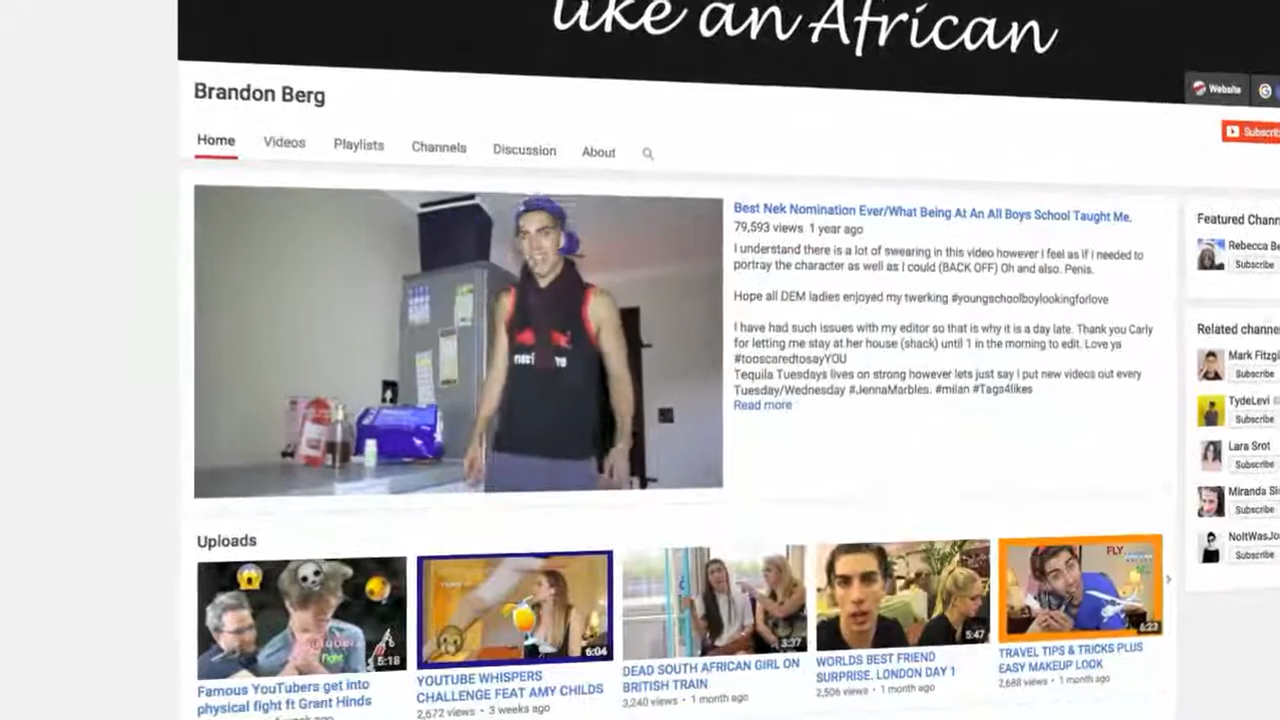 like an African
Website
Brandon Berg
Subscri
Home Videos Playlists Channels Discussion About
Best Nek Nomination Ever/What Being At An All Boys School Taught Me.
79,593 views 1 year ago
I understand there is a lot of swearing in this video however I feel as if I needed to
portray the character as well as I could (BACK OFF) Oh and also. Penis.
Hope all DEM ladies enjoyed my twerking #youngschoolboylookingforlove
I have had such issues with my editor so that is why it is a day late. Thank you Carly
for letting me stay at her house (shack) until 1 in the morning to edit. Love ya
#tooscaredtosayYOU
Tequila Tuesdays lives on strong however lets just say I put new videos out every
Tuesday/Wednesday #JennaMarbles. #milan #Tags4likes
Read more
Featured Chann
Rebecca Be
Subscribe
Related channe
Mark Fitzgi
Subscribe
TydeLevi
Subscribe
Lara Srot
Subscribe
Miranda Si
Subscribe
NoItWasJo
Subscribe
Uploads
Fight
5:18
6:04
3:37
5:47
FLY
6:23
Famous YouTubers get into
physical fight ft Grant Hinds
week ago
YOUTUBE WHISPERS
CHALLENGE FEAT AMY CHILDS
2,672 views • 3 weeks ago
DEAD SOUTH AFRICAN GIRL ON
BRITISH TRAIN
3,240 views • 1 month ago
WORLDS BEST FRIEND
SURPRISE. LONDON DAY 1
2,506 views • 1 month ago
TRAVEL TIPS & TRICKS PLUS
EASY MAKEUP LOOK
2,688 views • 1 month ago